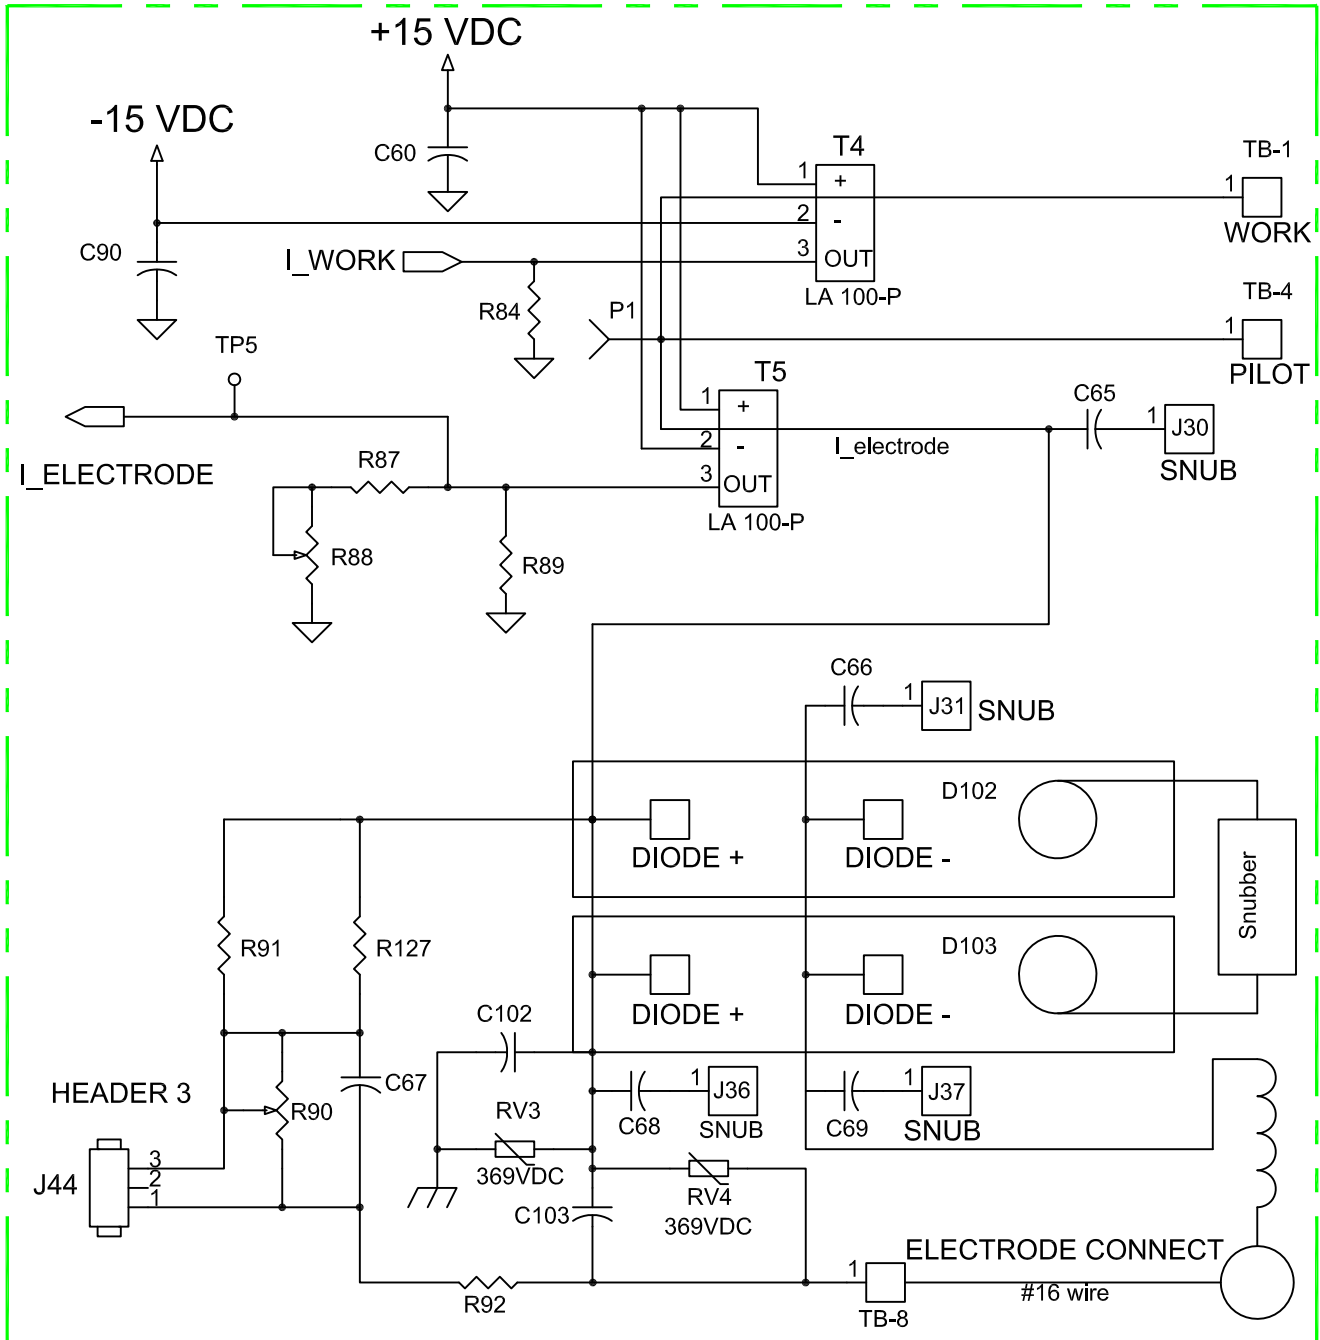 +15 VDC
-15 VDC
C60
T4
TB-1
1
+
1
2
-
WORK
C90
I_WORK
3
OUT
LA 100-P
TB-4
R84
P1
1
TP5
T5
PILOT
1
+
C65
1
J30
2
-
I_electrode
SNUB
I_ELECTRODE
R87
3
OUT
LA 100-P
R88
R89
C66
1
J31
SNUB
D102
DIODE +
DIODE -
Snubber
R91
R127
D103
C102
DIODE +
DIODE -
HEADER 3
C67
1
J36
1
J37
R90
RV3
C68
SNUB
C69
SNUB
3
J44
2
1
369VDC
RV4
C103
369VDC
ELECTRODE CONNECT
1
#16 wire
R92
TB-8